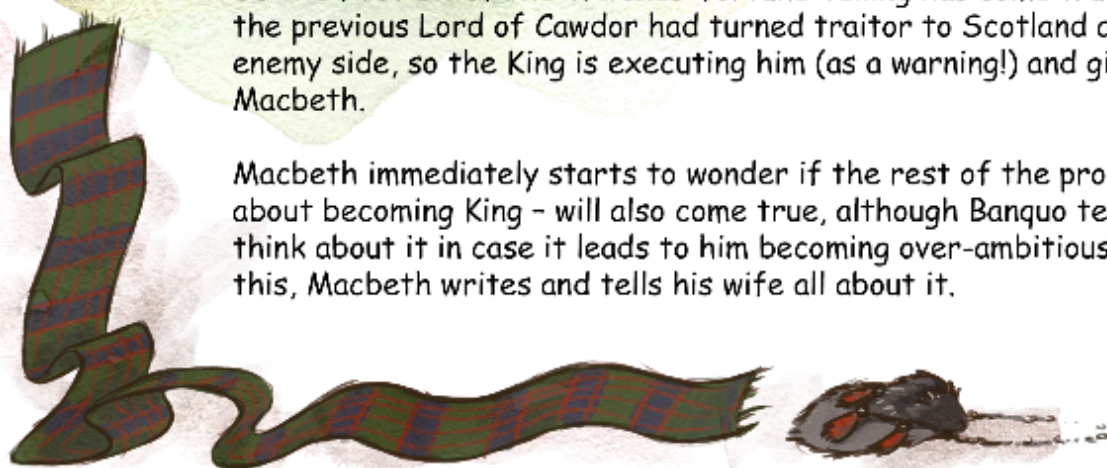 the previous Lord of Cawdor had turned traitor to Scotland
enemy side, so the King is executing him (as a warning!) and
Macbeth.
Macbeth immediately starts to wonder if the rest of the
about becoming King – will also come true, although Banquo
think about it in case it leads to him becoming over-ambitious
this, Macbeth writes and tells his wife all about it.